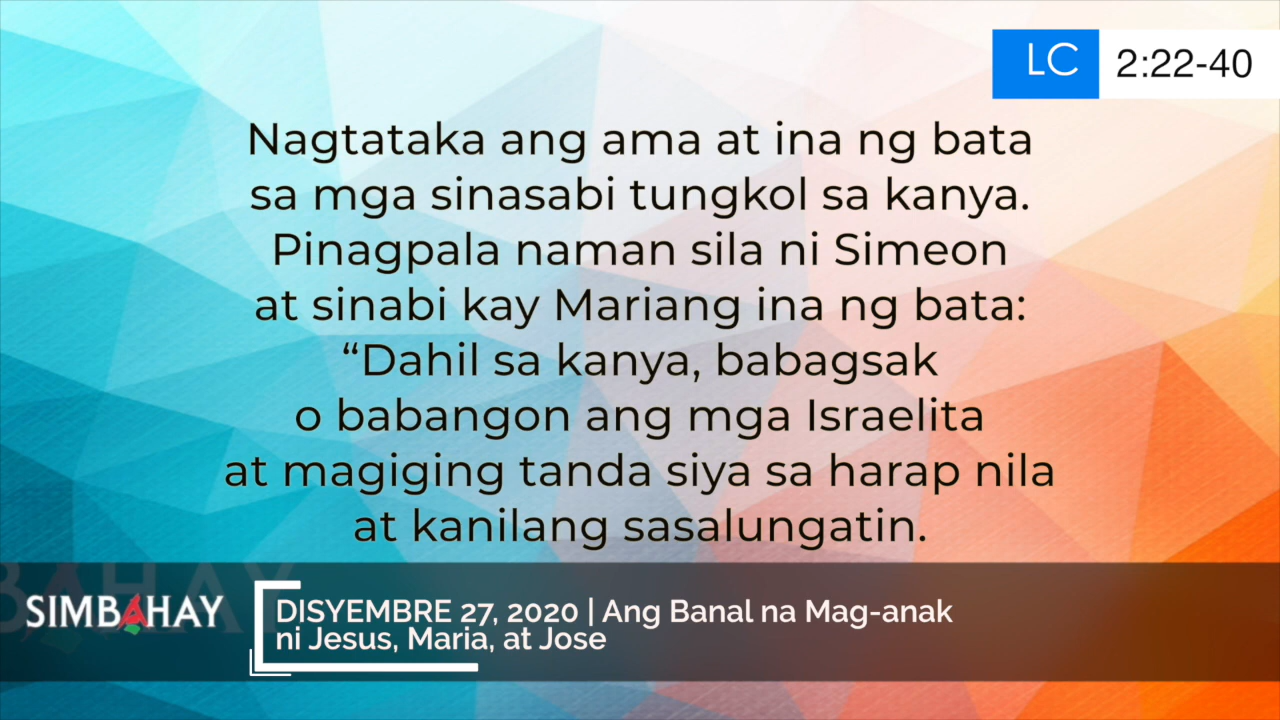 LC 2:22-40
Nagtataka ang ama at ina ng bata
sa mga sinasabi tungkol sa kanya.
Pinagpala naman sila ni Simeon
at sinabi kay Mariang ina ng bata:
“Dahil sa kanya, babagsak
o babangon ang mga Israelita
at magiging tanda siya sa harap nila
at kanilang sasalungatin.
SIMBAHAY
DISYEMBRE 27, 2020 | Ang Banal na Mag-anak
ni Jesus, Maria, at Jose